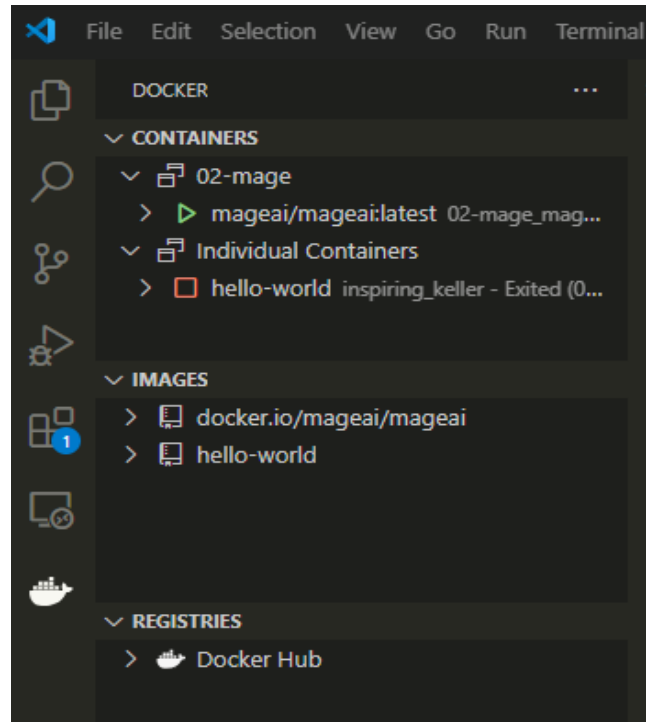 File Edit Selection View Go Run Terminal
DOCKER ...
CONTAINERS
02-mage
mageai/mageai:latest 02-mage_mag...
Individual Containers
hello-world inspiring_keller - Exited (0...
IMAGES
docker.io/mageai/mageai
hello-world
1
REGISTRIES
Docker Hub